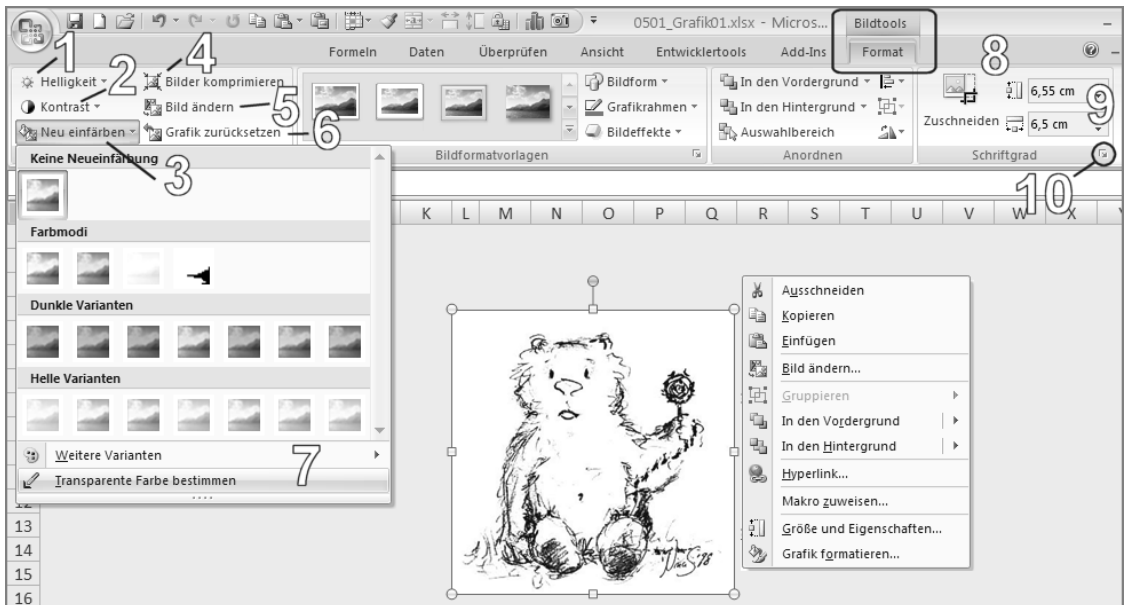 0501_Grafik01.xlsx - Micros... Bildtools
Formeln Daten Überprüfen Ansicht Entwicklertools Add-Ins Format
1 2 4 8
Helligkeit Bilder komprimieren
Kontrast Bild ändern 5
Neu einfärben Grafik zurücksetzen 6
Bildform
Grafikrahmen
Bildeffekte
In den Vordergrund
In den Hintergrund
Auswahlbereich
Zuschneiden
6,55 cm
6,5 cm
9
Bildformatvorlagen Anordnen Schriftgrad
10
Keine Neueinfärbung 3
K L M N O P Q R S T U V W X
Farbmodi
Dunkle Varianten
Helle Varianten
Weitere Varianten 7
Transparente Farbe bestimmen
13
14
15
16
Ausschneiden
Kopieren
Einfügen
Bild ändern...
Gruppieren
In den Vordergrund
In den Hintergrund
Hyperlink...
Makro zuweisen...
Größe und Eigenschaften...
Grafik formatieren...